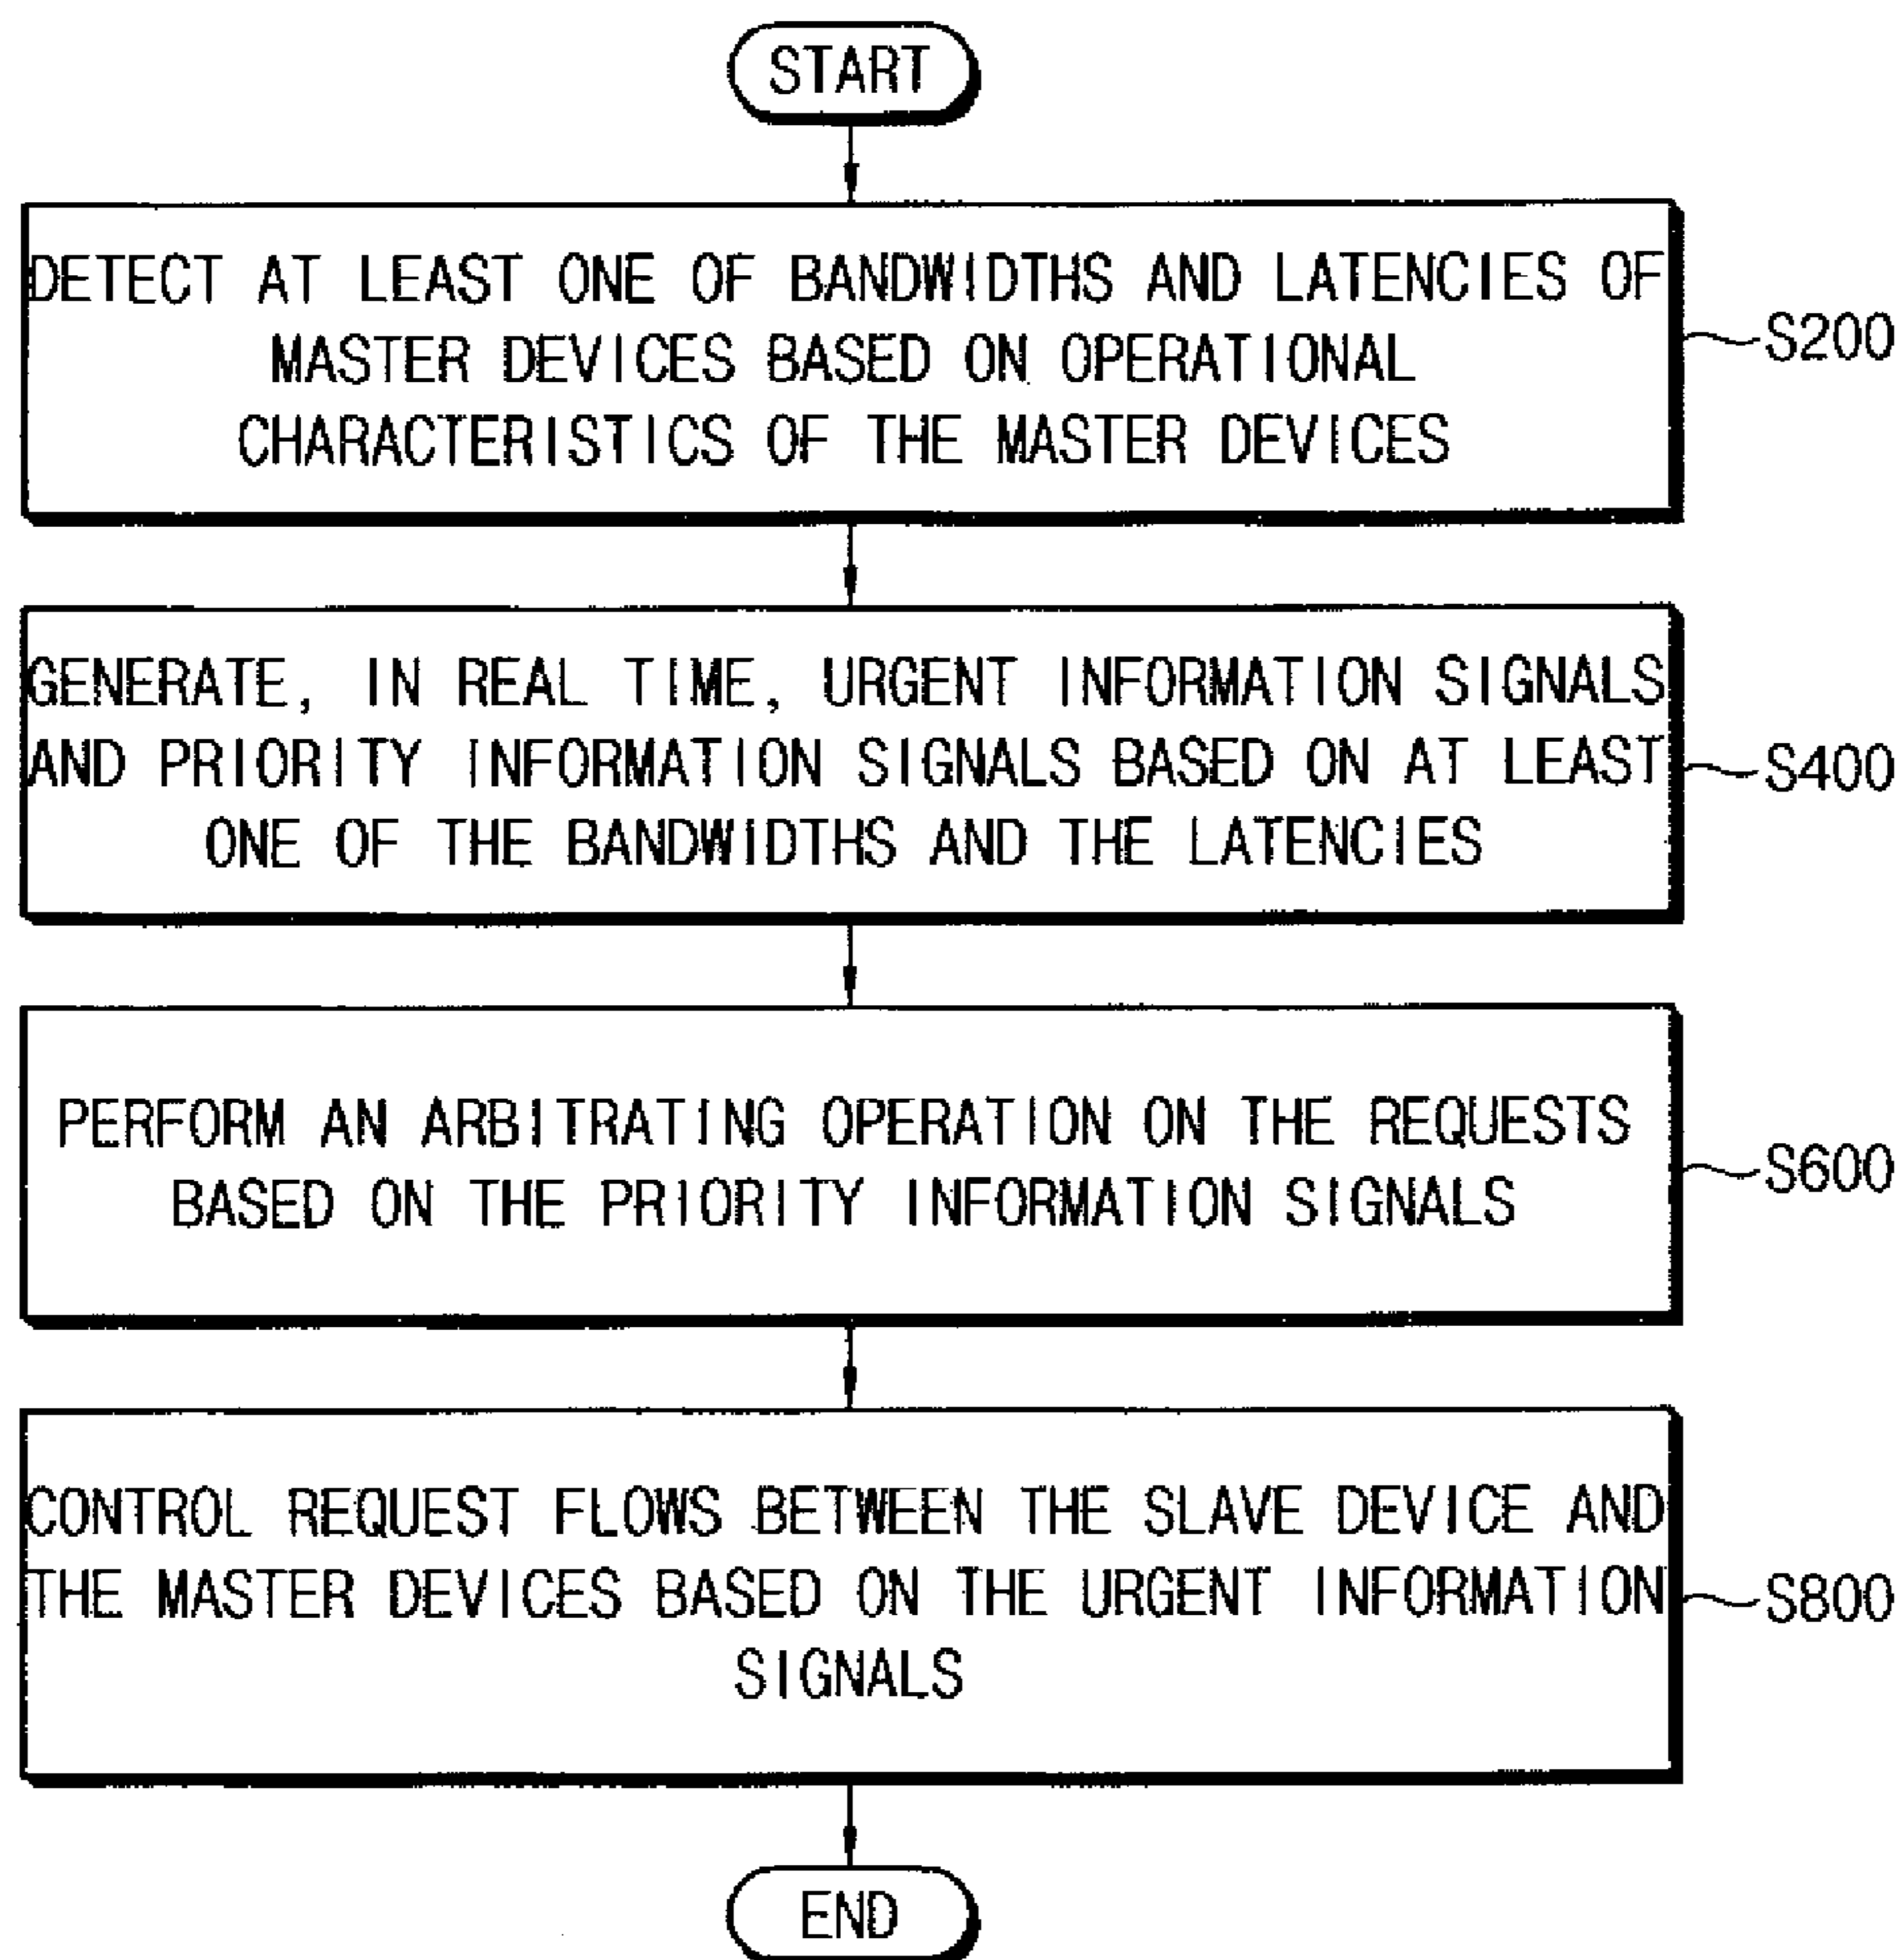 START
DETECT AT LEAST ONE OF BANDWIDTHS AND LATENCIES OF
MASTER DEVICES BASED ON OPERATIONAL
CHARACTERISTICS OF THE MASTER DEVICES
S200
GENERATE, IN REAL TIME, URGENT INFORMATION SIGNALS
AND PRIORITY INFORMATION SIGNALS BASED ON AT LEAST
ONE OF THE BANDWIDTHS AND THE LATENCIES
S400
PERFORM AN ARBITRATING OPERATION ON THE REQUESTS
BASED ON THE PRIORITY INFORMATION SIGNALS
S600
CONTROL REQUEST FLOWS BETWEEN THE SLAVE DEVICE AND
THE MASTER DEVICES BASED ON THE URGENT INFORMATION
SIGNALS
S800
END